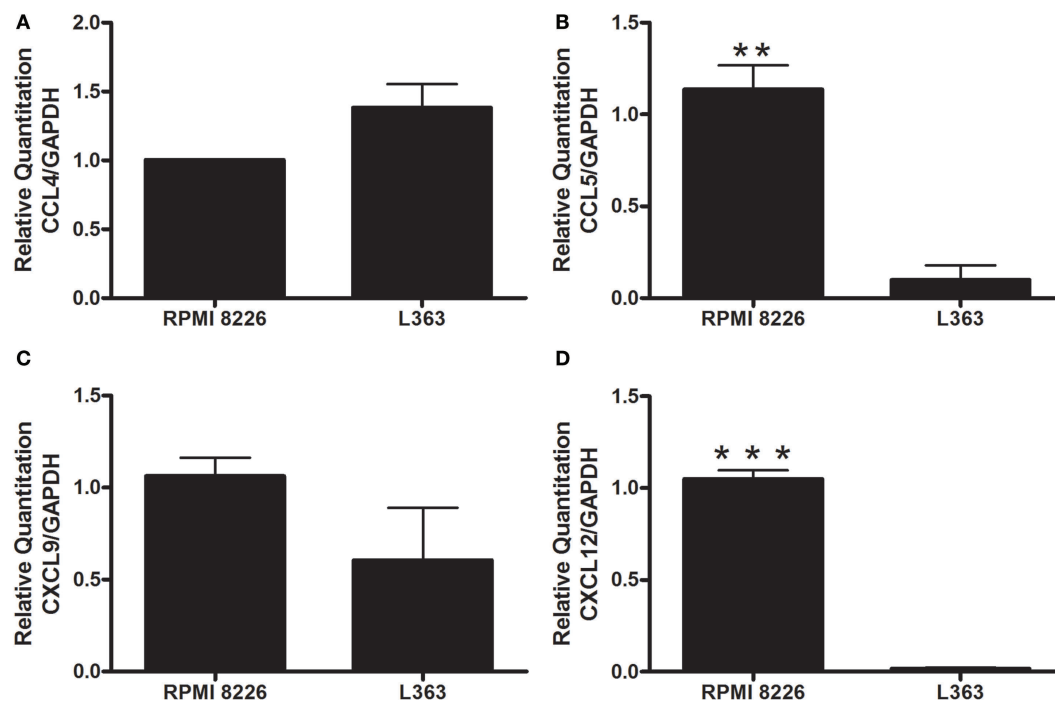 A
Relative Quantitation
CCL4/GAPDH
2.0
1.5
1.0
0.5
0.0
RPMI 8226
L363
B
Relative Quantitation
CCL5/GAPDH
1.5
1.0
0.5
0.0
**
RPMI 8226
L363
C
Relative Quantitation
CXCL9/GAPDH
1.5
1.0
0.5
0.0
RPMI 8226
L363
D
Relative Quantitation
CXCL12/GAPDH
1.5
1.0
0.5
0.0
* * *
RPMI 8226
L363